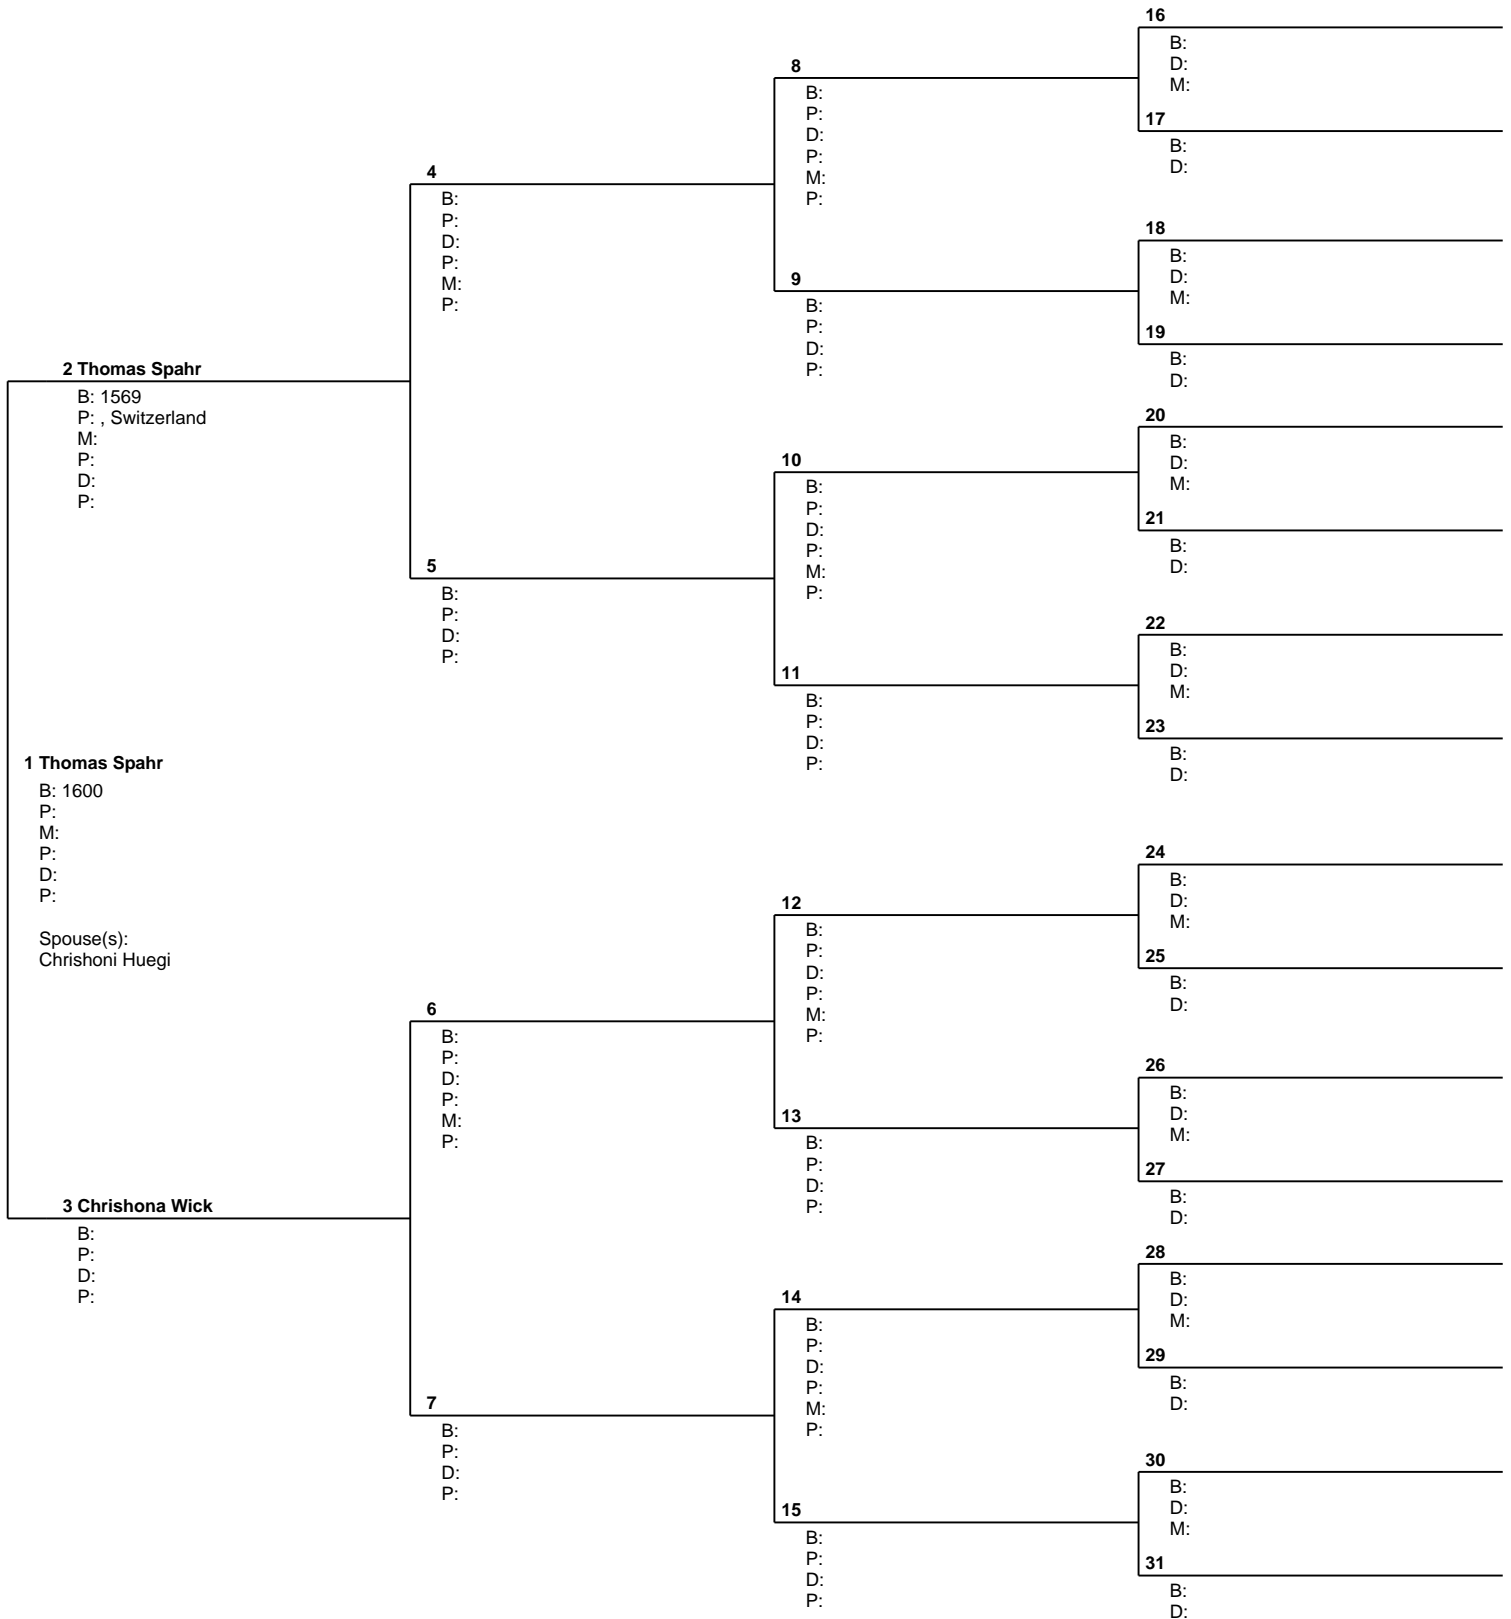 1 Thomas Spahr
B: 1600
P:
M:
P:
D:
P:
Spouse(s):
Chrishoni Huegi
2 Thomas Spahr
B: 1569
P: , Switzerland
M:
P:
D:
P:
3 Chrishona Wick
B:
P:
D:
P:
4
B:
P:
D:
P:
M:
P:
5
B:
P:
D:
P:
6
B:
P:
D:
P:
M:
P:
7
B:
P:
D:
P:
8
B:
P:
D:
P:
M:
P:
9
B:
P:
D:
P:
10
B:
P:
D:
P:
M:
P:
11
B:
P:
D:
P:
12
B:
P:
D:
P:
M:
P:
13
B:
P:
D:
P:
14
B:
P:
D:
P:
M:
P:
15
B:
P:
D:
P:
16
B:
D:
M:
17
B:
D:
18
B:
D:
M:
19
B:
D:
20
B:
D:
M:
21
B:
D:
22
B:
D:
M:
23
B:
D:
24
B:
D:
M:
25
B:
D:
26
B:
D:
M:
27
B:
D:
28
B:
D:
M:
29
B:
D:
30
B:
D:
M:
31
B:
D: